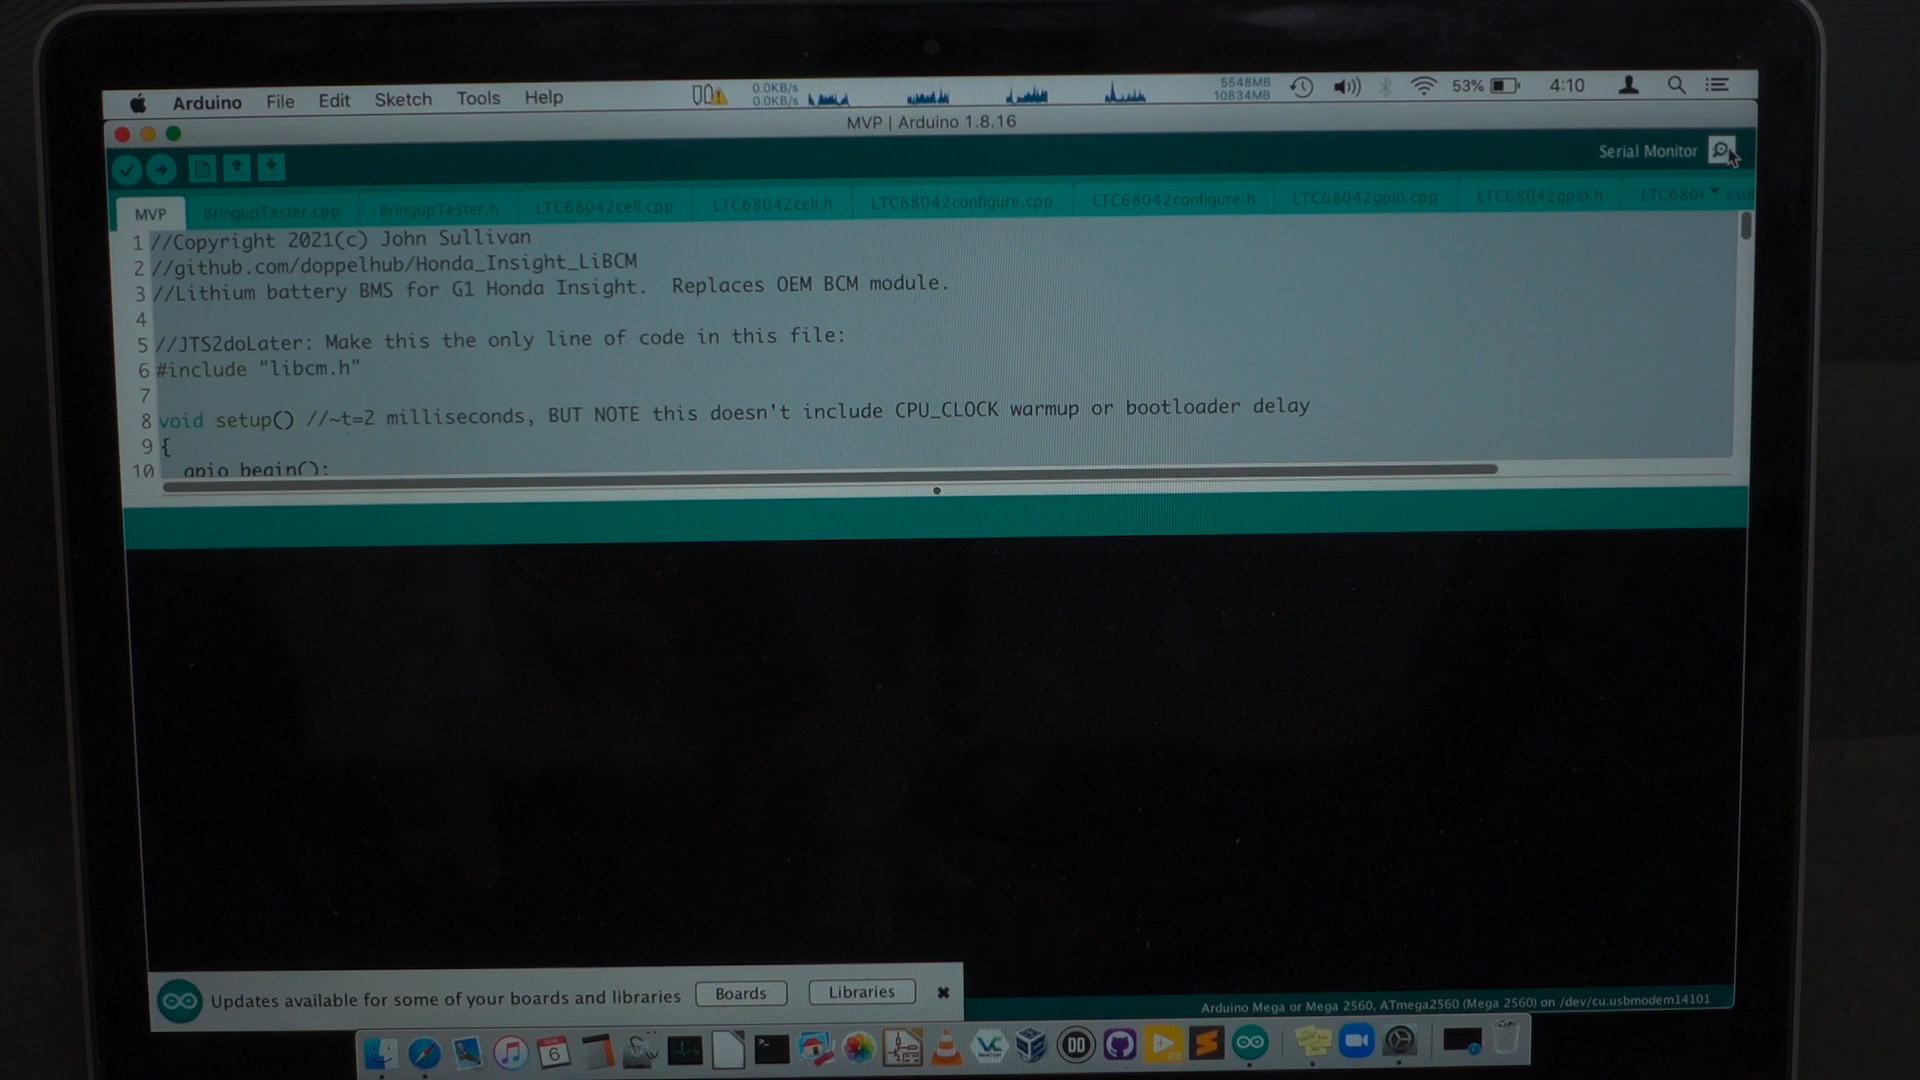 Arduino File Edit Sketch Tools Help 0.0KB/s 0.0KB/s 5548MB 10834MB 53% 4:10
MVP | Arduino 1.8.16
Serial Monitor
MVP BringupTester.cpp BringupTester.h LTC68042cell.cpp LTC68042cell.h LTC68042configure.cpp LTC68042configure.h LTC68042gpio.cpp LTC68042gpio.h
1 //Copyright 2021(c) John Sullivan
2 //github.com/doppelhub/Honda_Insight_LiBCM
3 //Lithium battery BMS for G1 Honda Insight.  Replaces OEM BCM module.
4
5 //JTS2doLater: Make this the only line of code in this file:
6 #include "libcm.h"
7
8 void setup() //~t=2 milliseconds, BUT NOTE this doesn't include CPU_CLOCK warmup or bootloader delay
9 {
10 gpio_begin();
Updates available for some of your boards and libraries Boards Libraries
Arduino Mega or Mega 2560, ATmega2560 (Mega 2560) on /dev/cu.usbmodem14101
6